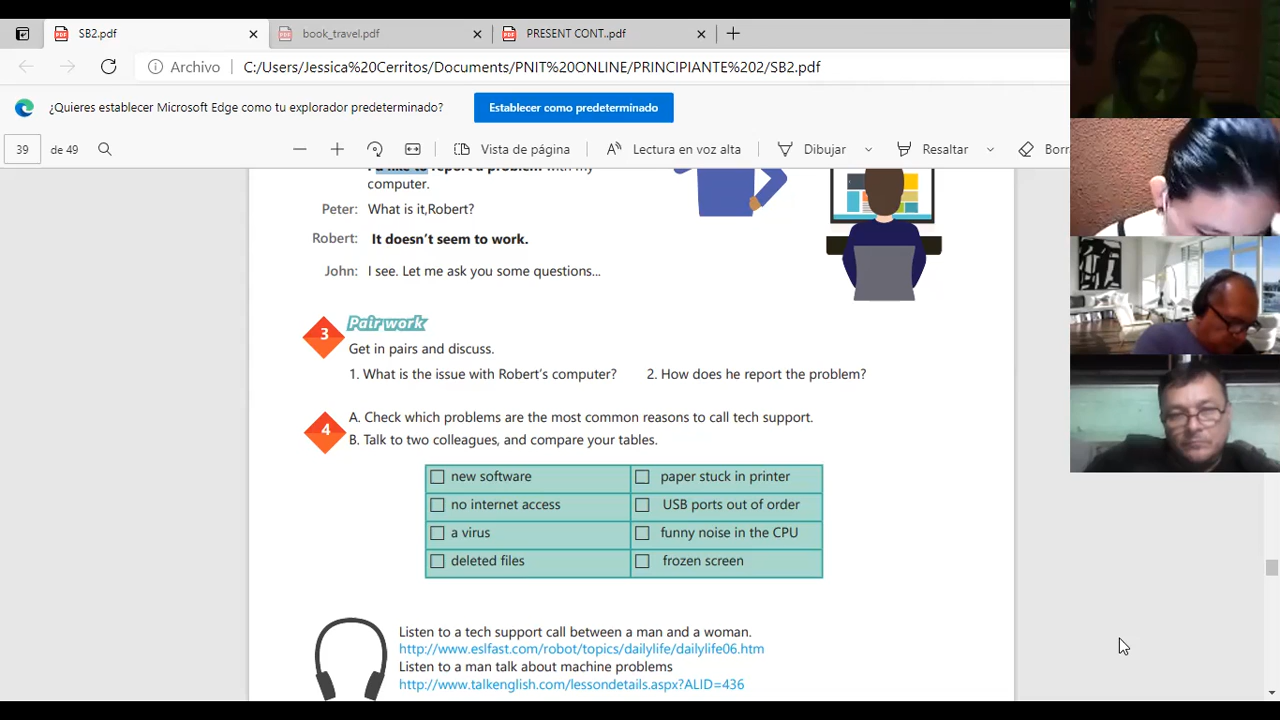 SB2.pdf
book_travel.pdf
PRESENT CONT..pdf
Archivo
C:/Users/Jessica%20Cerritos/Documents/PNIT%20ONLINE/PRINCIPIANTE%202/SB2.pdf
¿Quieres establecer Microsoft Edge como tu explorador predeterminado?
Establecer como predeterminado
39 de 49
Vista de página
Lectura en voz alta
Dibujar
Resaltar
Borr
I'd like to report a problem with my
computer.
Peter: What is it,Robert?
Robert: It doesn't seem to work.
John: I see. Let me ask you some questions...
3 Pair work
Get in pairs and discuss.
1. What is the issue with Robert's computer? 2. How does he report the problem?
4 A. Check which problems are the most common reasons to call tech support.
B. Talk to two colleagues, and compare your tables.
new software
paper stuck in printer
no internet access
USB ports out of order
a virus
funny noise in the CPU
deleted files
frozen screen
Listen to a tech support call between a man and a woman.
http://www.eslfast.com/robot/topics/dailylife/dailylife06.htm
Listen to a man talk about machine problems
http://www.talkenglish.com/lessondetails.aspx?ALID=436